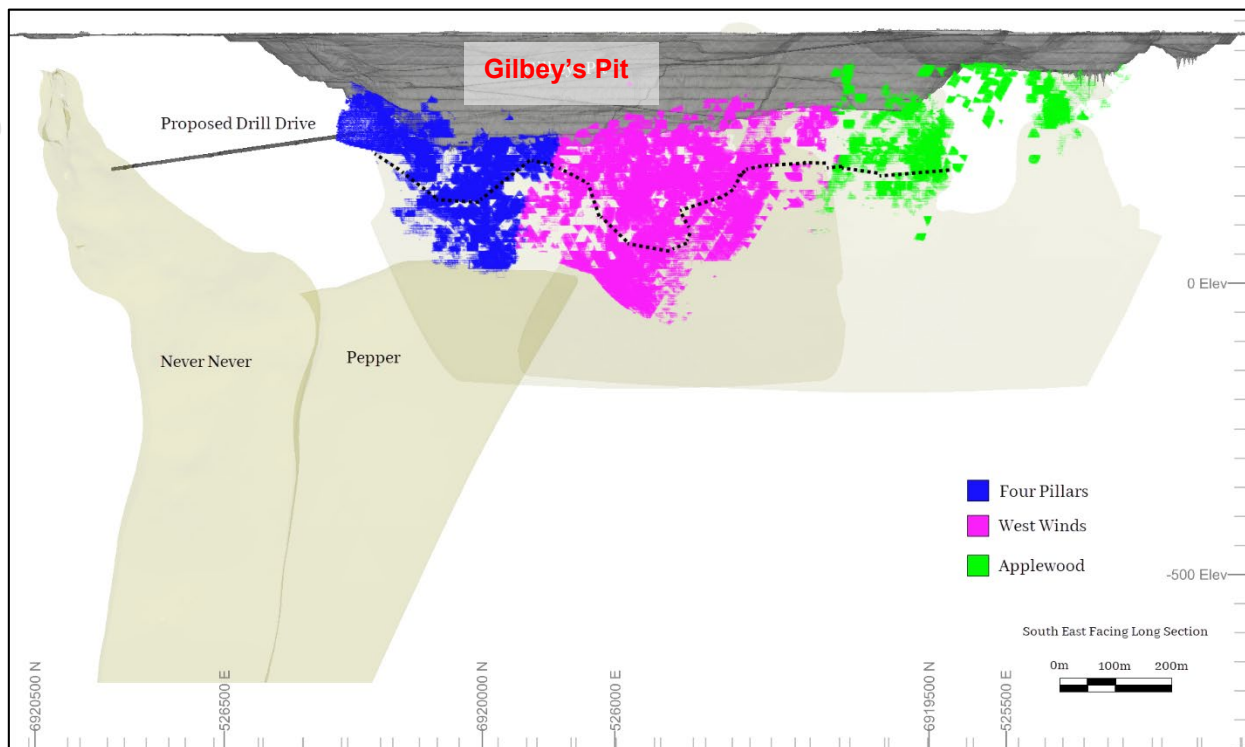 Gilbey's Pit
Proposed Drill Drive
0 Elev
Never Never
Pepper
Four Pillars
West Winds
Applewood
-500 Elev
South East Facing Long Section
0m 100m 200m
6920500 N
526500 E
6920000 N
526000 E
6919500 N
525500 E